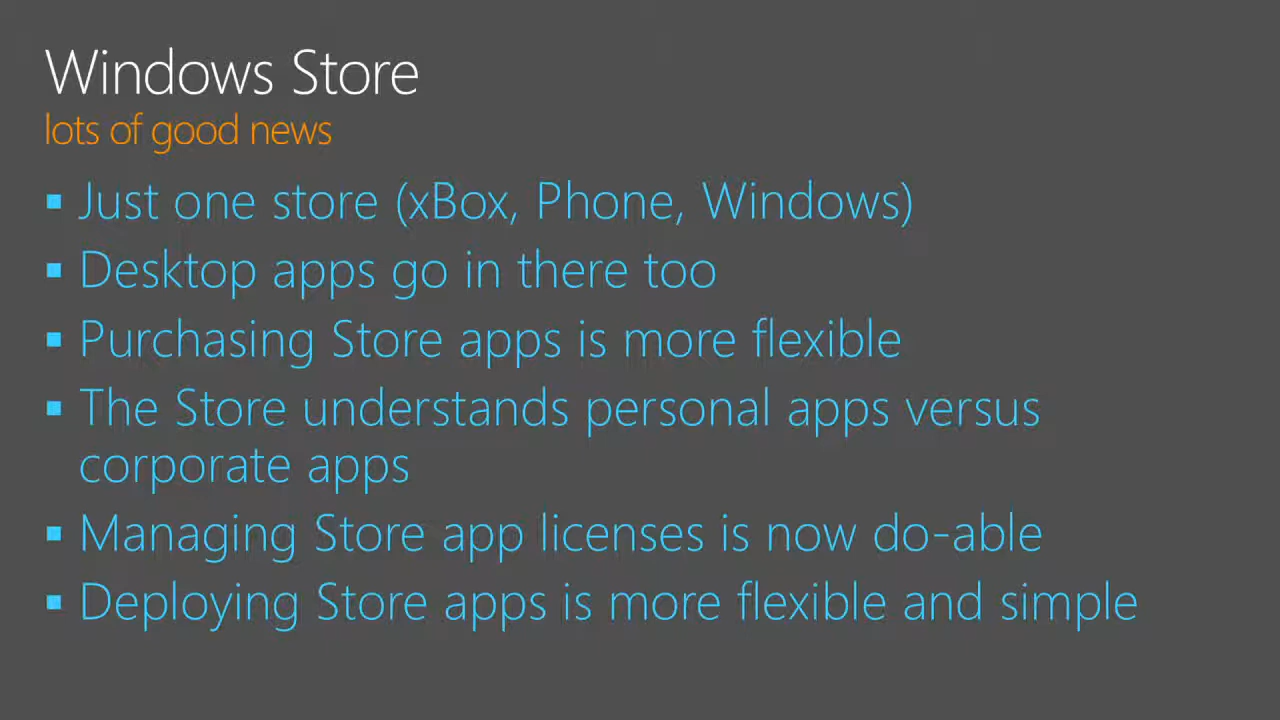 Windows Store
lots of good news
▪ Just one store (xBox, Phone, Windows)
▪ Desktop apps go in there too
▪ Purchasing Store apps is more flexible
▪ The Store understands personal apps versus
corporate apps
▪ Managing Store app licenses is now do-able
▪ Deploying Store apps is more flexible and simple